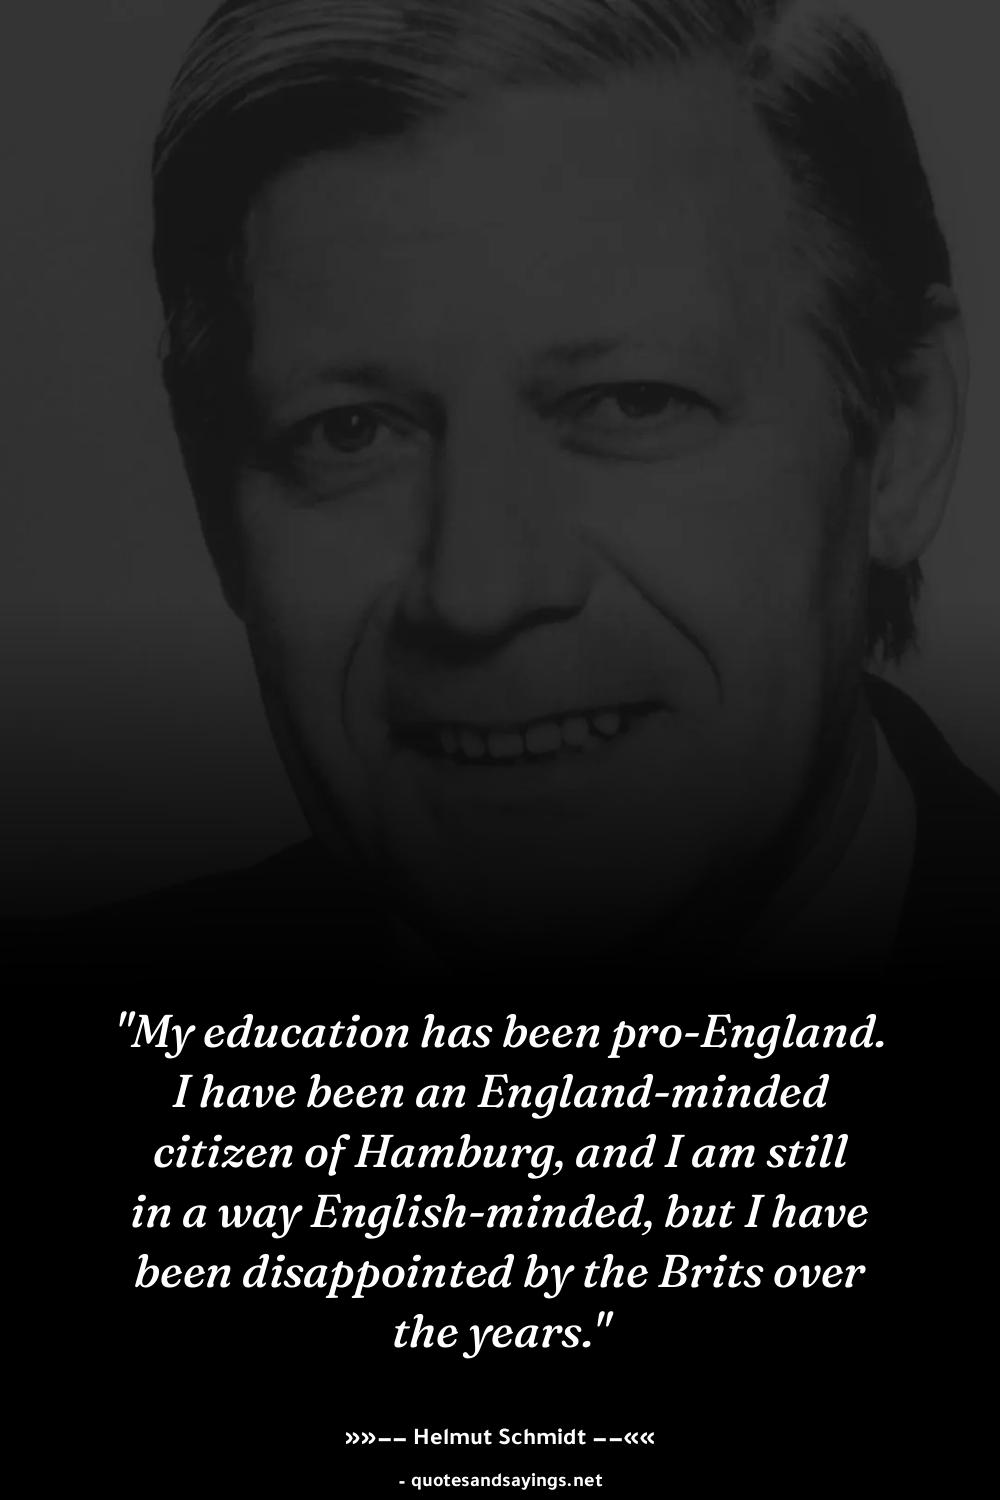 "My education has been pro-England.
I have been an England-minded
citizen of Hamburg, and I am still
in a way English-minded, but I have
been disappointed by the Brits over
the years."
»»−− Helmut Schmidt −−««
- quotesandsayings.net